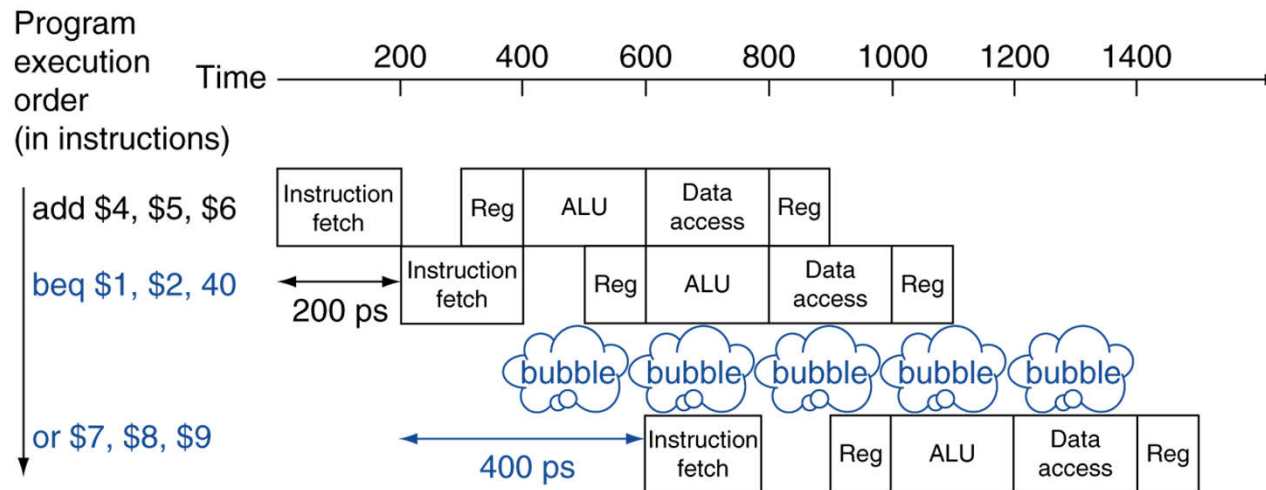 Program
execution
order
(in instructions)
Time
200 400 600 800 1000 1200 1400
add $4, $5, $6
Instruction
fetch
Reg
ALU
Data
access
Reg
beq $1, $2, 40
200 ps
Instruction
fetch
Reg
ALU
Data
access
Reg
bubble bubble bubble bubble bubble
or $7, $8, $9
400 ps
Instruction
fetch
Reg
ALU
Data
access
Reg